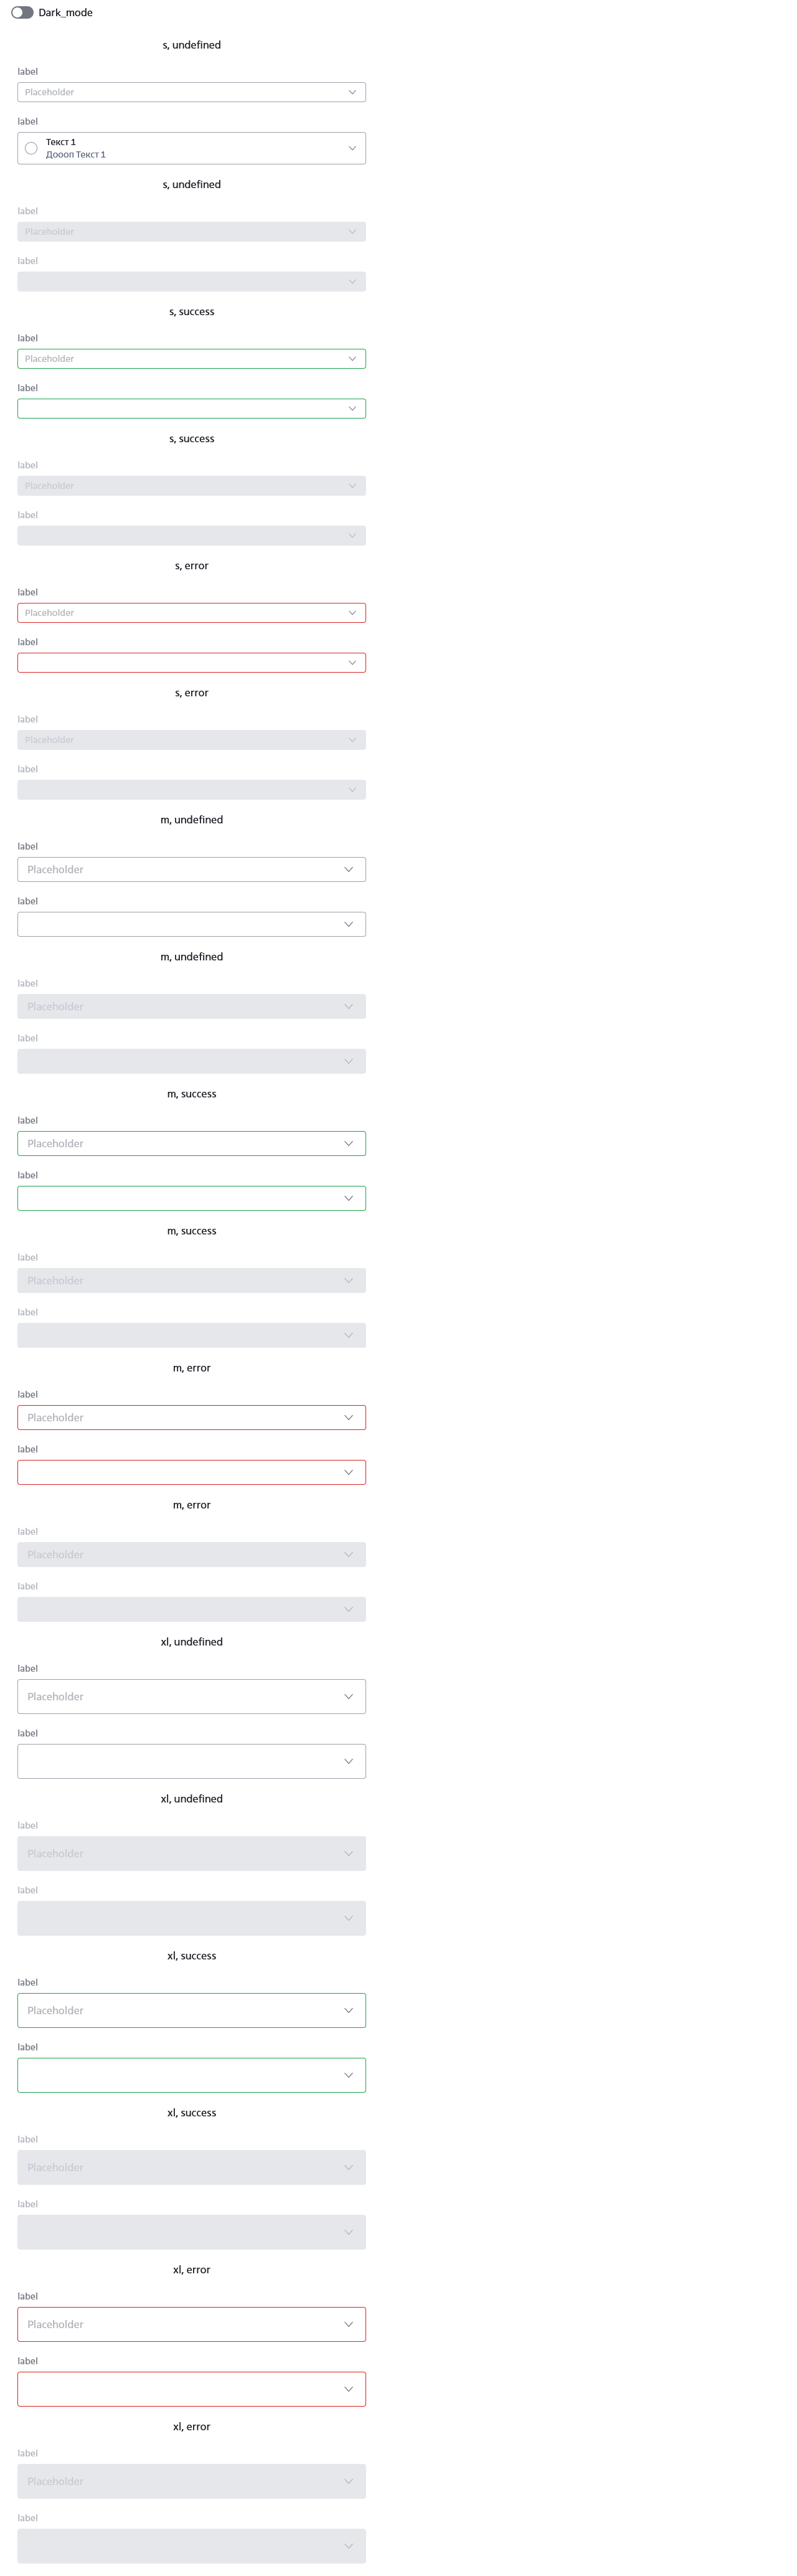 Dark_mode
s, undefined
label
Placeholder
label
Текст 1
Дооол Текст 1
s, undefined
label
Placeholder
label
s, success
label
Placeholder
label
s, success
label
Placeholder
label
s, error
label
Placeholder
label
s, error
label
Placeholder
label
m, undefined
label
Placeholder
label
m, undefined
label
Placeholder
label
m, success
label
Placeholder
label
m, success
label
Placeholder
label
m, error
label
Placeholder
label
m, error
label
Placeholder
label
xl, undefined
label
Placeholder
label
xl, undefined
label
Placeholder
label
xl, success
label
Placeholder
label
xl, success
label
Placeholder
label
xl, error
label
Placeholder
label
xl, error
label
Placeholder
label